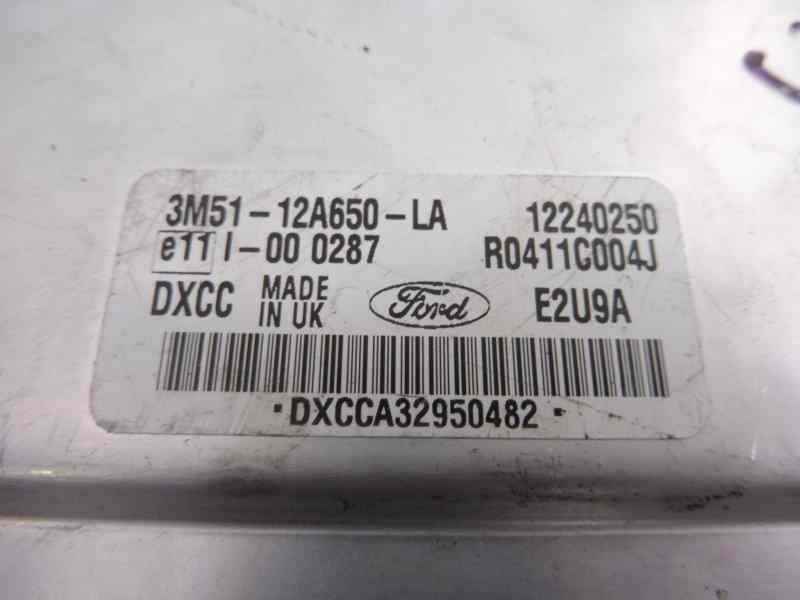 3M51-12A650-LA 12240250
e11 I-00 0287 R0411C004J
DXCC MADE IN UK Ford E2U9A
·DXCCA32950482·